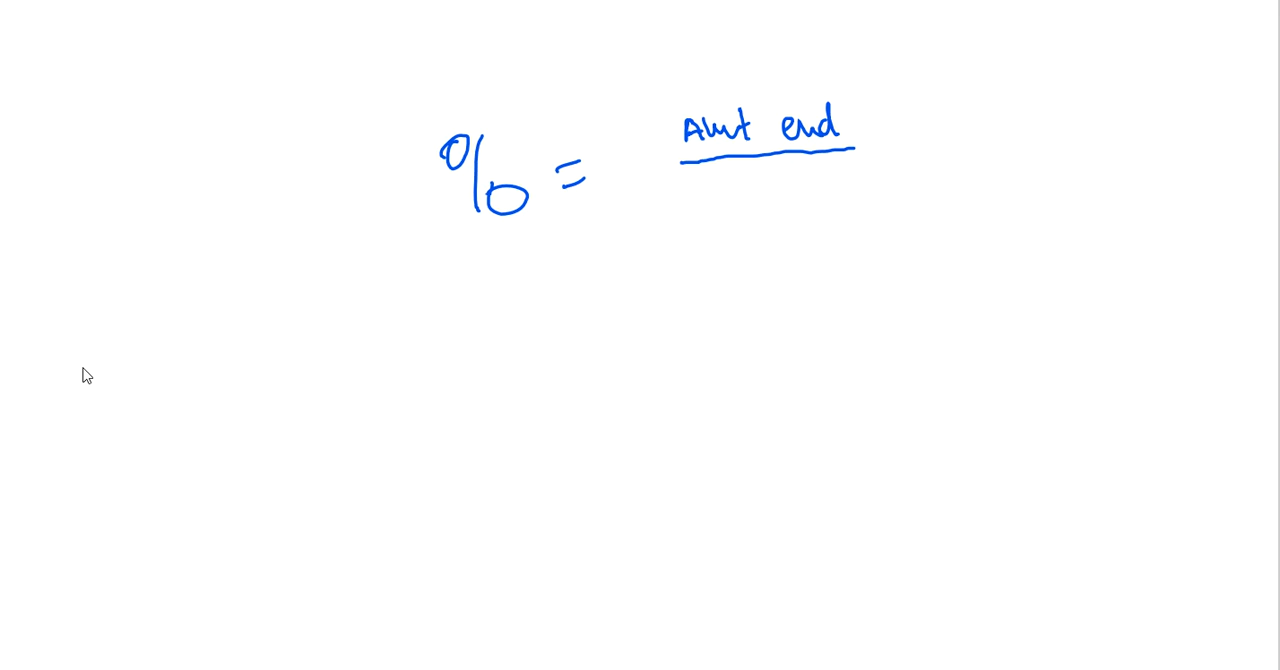 % = Amt end